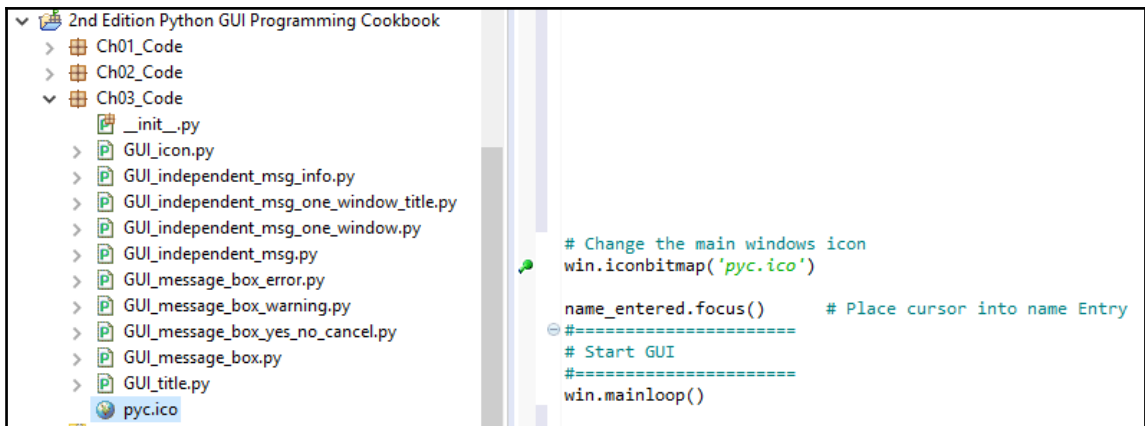 2nd Edition Python GUI Programming Cookbook
Ch01_Code
Ch02_Code
Ch03_Code
__init__.py
GUI_icon.py
GUI_independent_msg_info.py
GUI_independent_msg_one_window_title.py
GUI_independent_msg_one_window.py
GUI_independent_msg.py
GUI_message_box_error.py
GUI_message_box_warning.py
GUI_message_box_yes_no_cancel.py
GUI_message_box.py
GUI_title.py
pyc.ico
# Change the main windows icon
win.iconbitmap('pyc.ico')
name_entered.focus()      # Place cursor into name Entry
#======================
# Start GUI
#======================
win.mainloop()